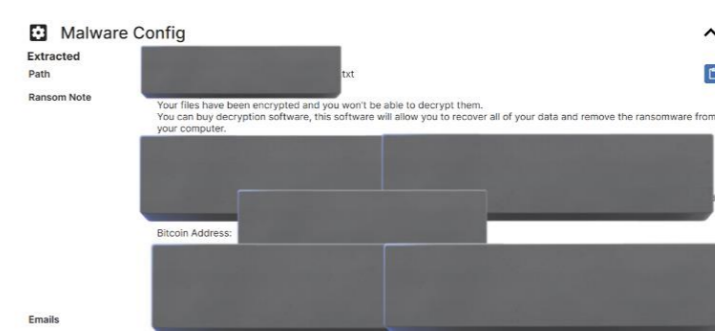 Malware Config
Extracted
Path
txt
Ransom Note
Your files have been encrypted and you won't be able to decrypt them.
You can buy decryption software, this software will allow you to recover all of your data and remove the ransomware from
your computer.
Bitcoin Address:
Emails